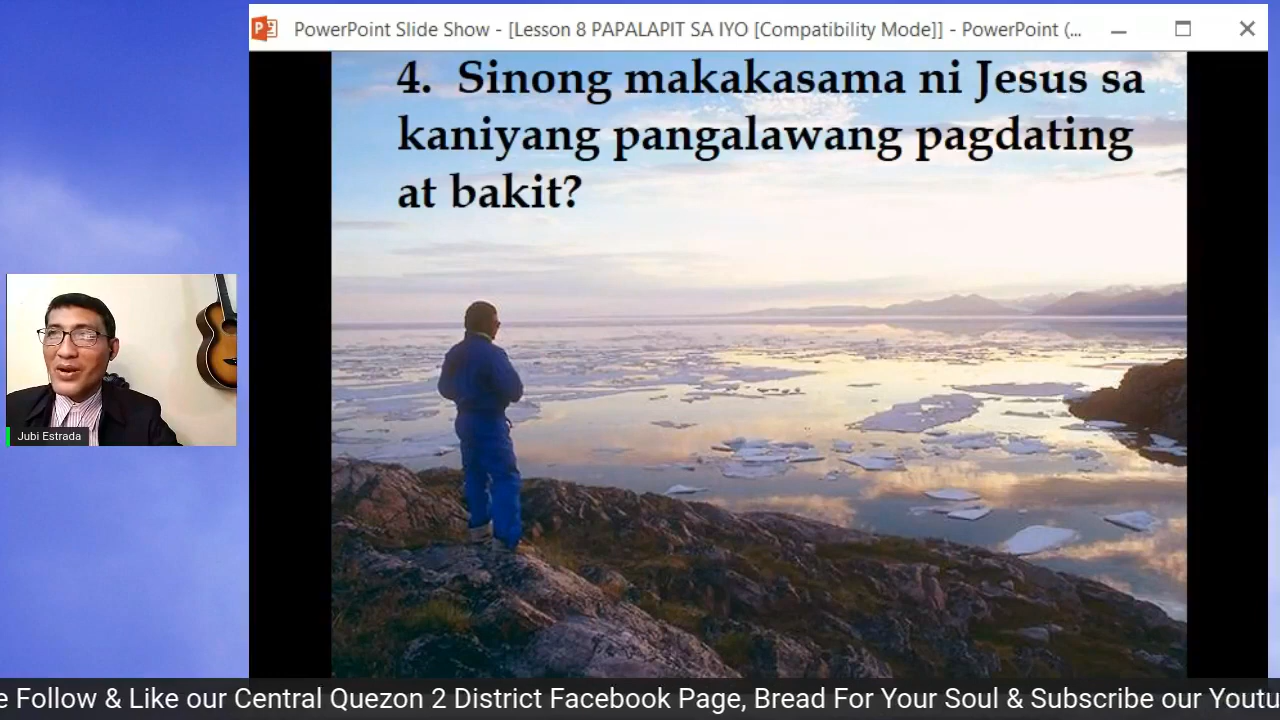 PowerPoint Slide Show - [Lesson 8 PAPALAPIT SA IYO [Compatibility Mode]] - PowerPoint (...
4. Sinong makakasama ni Jesus sa
kaniyang pangalawang pagdating
at bakit?
Jubi Estrada
Follow & Like our Central Quezon 2 District Facebook Page, Bread For Your Soul & Subscribe our